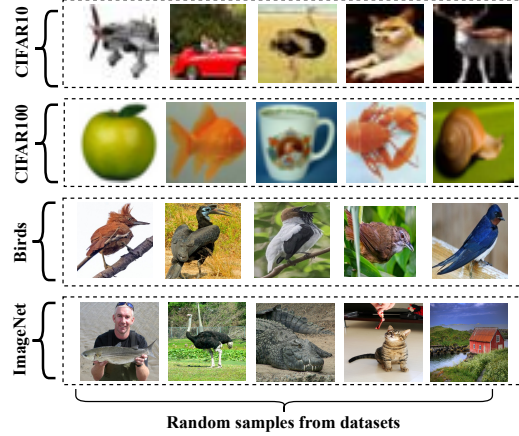 CIFAR10
CIFAR100
Birds
ImageNet
Random samples from datasets